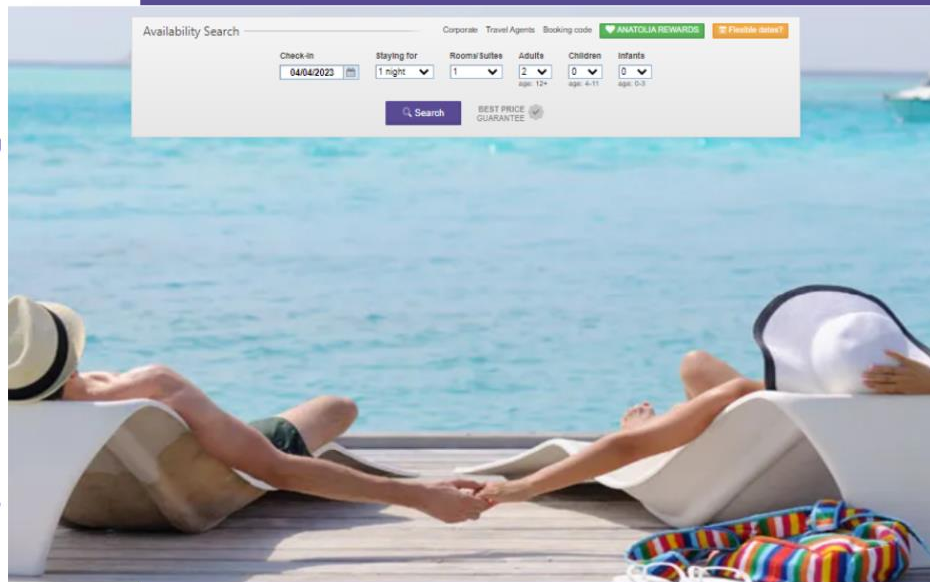 Availability Search
Corporate Travel Agents Booking code ANATOLIA REWARDS Flexible dates?
Check-in Staying for Rooms/Suites Adults Children Infants
04/04/2023 1 night 1 2 0 0
age: 12+ age: 4-11 age: 0-3
Search BEST PRICE
GUARANTEE